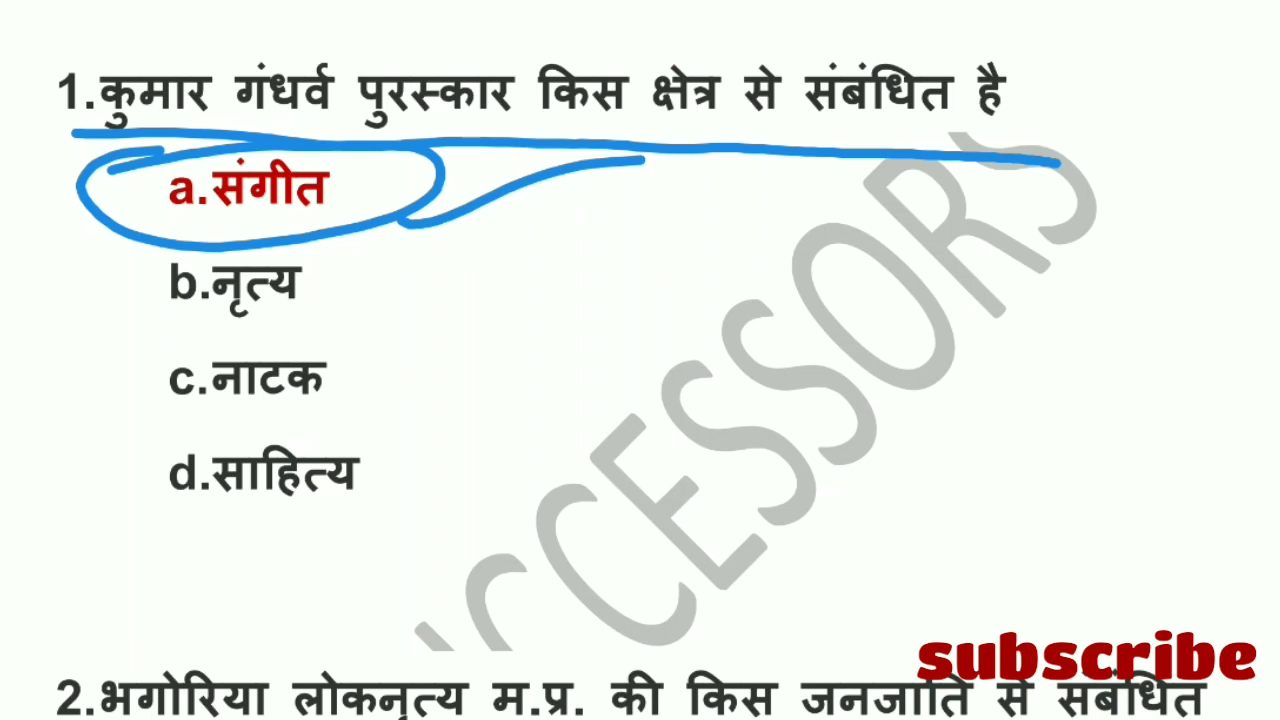 1.कुमार गंधर्व पुरस्कार किस क्षेत्र से संबंधित है
a.संगीत
b.नृत्य
c.नाटक
d.साहित्य
subscribe
2.भगोरिया लोकनृत्य म.प्र. की किस जनजाति से संबंधित